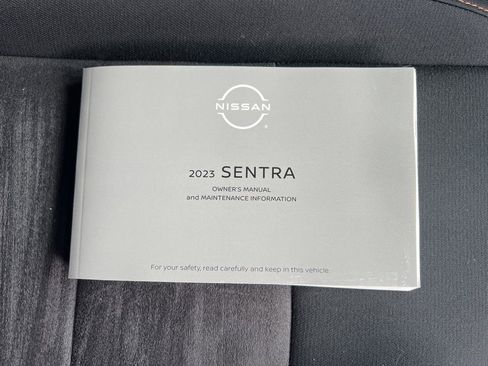 NISSAN
2023 SENTRA
OWNER'S MANUAL
and MAINTENANCE INFORMATION
For your safety, read carefully and keep in this vehicle.